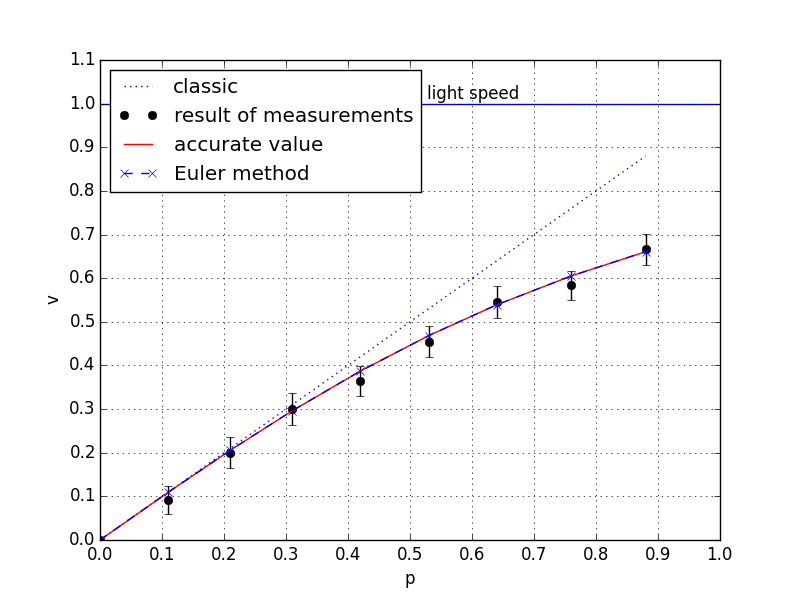 1.1
1.0
0.9
0.8
0.7
0.6
0.5
0.4
0.3
0.2
0.1
0.0
v
classic
result of measurements
accurate value
Euler method
light speed
0.0 0.1 0.2 0.3 0.4 0.5 0.6 0.7 0.8 0.9 1.0
p